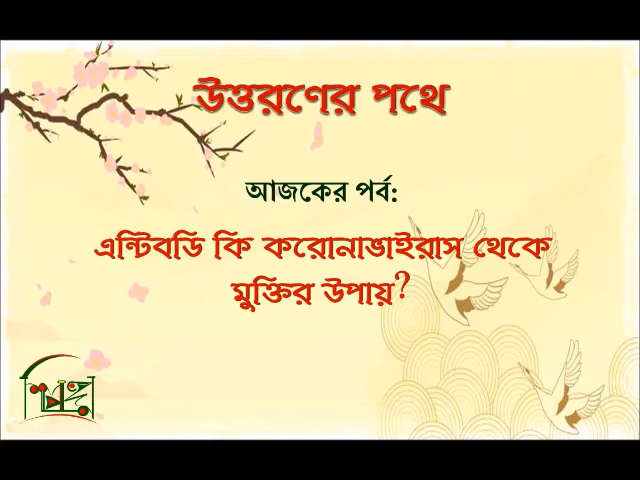 উত্তরণের পথে
আজকের পর্ব:
এন্টিবডি কি করোনাভাইরাস থেকে
মুক্তির উপায়?